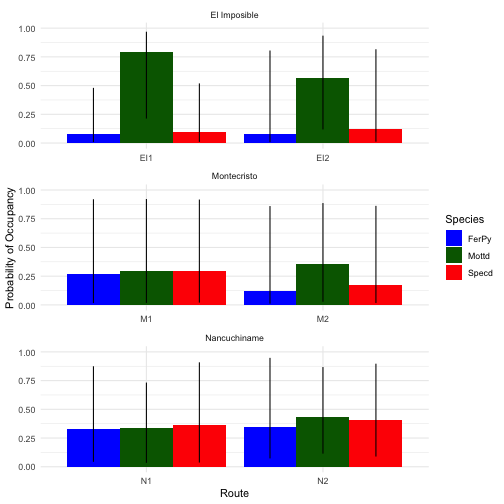 El Imposible
1.00
0.75
0.50
0.25
0.00
EI1
EI2
Montecristo
1.00
0.75
0.50
0.25
0.00
M1
M2
Nancuchiname
1.00
0.75
0.50
0.25
0.00
N1
N2
Route
Probability of Occupancy
Species
FerPy
Mottd
Specd